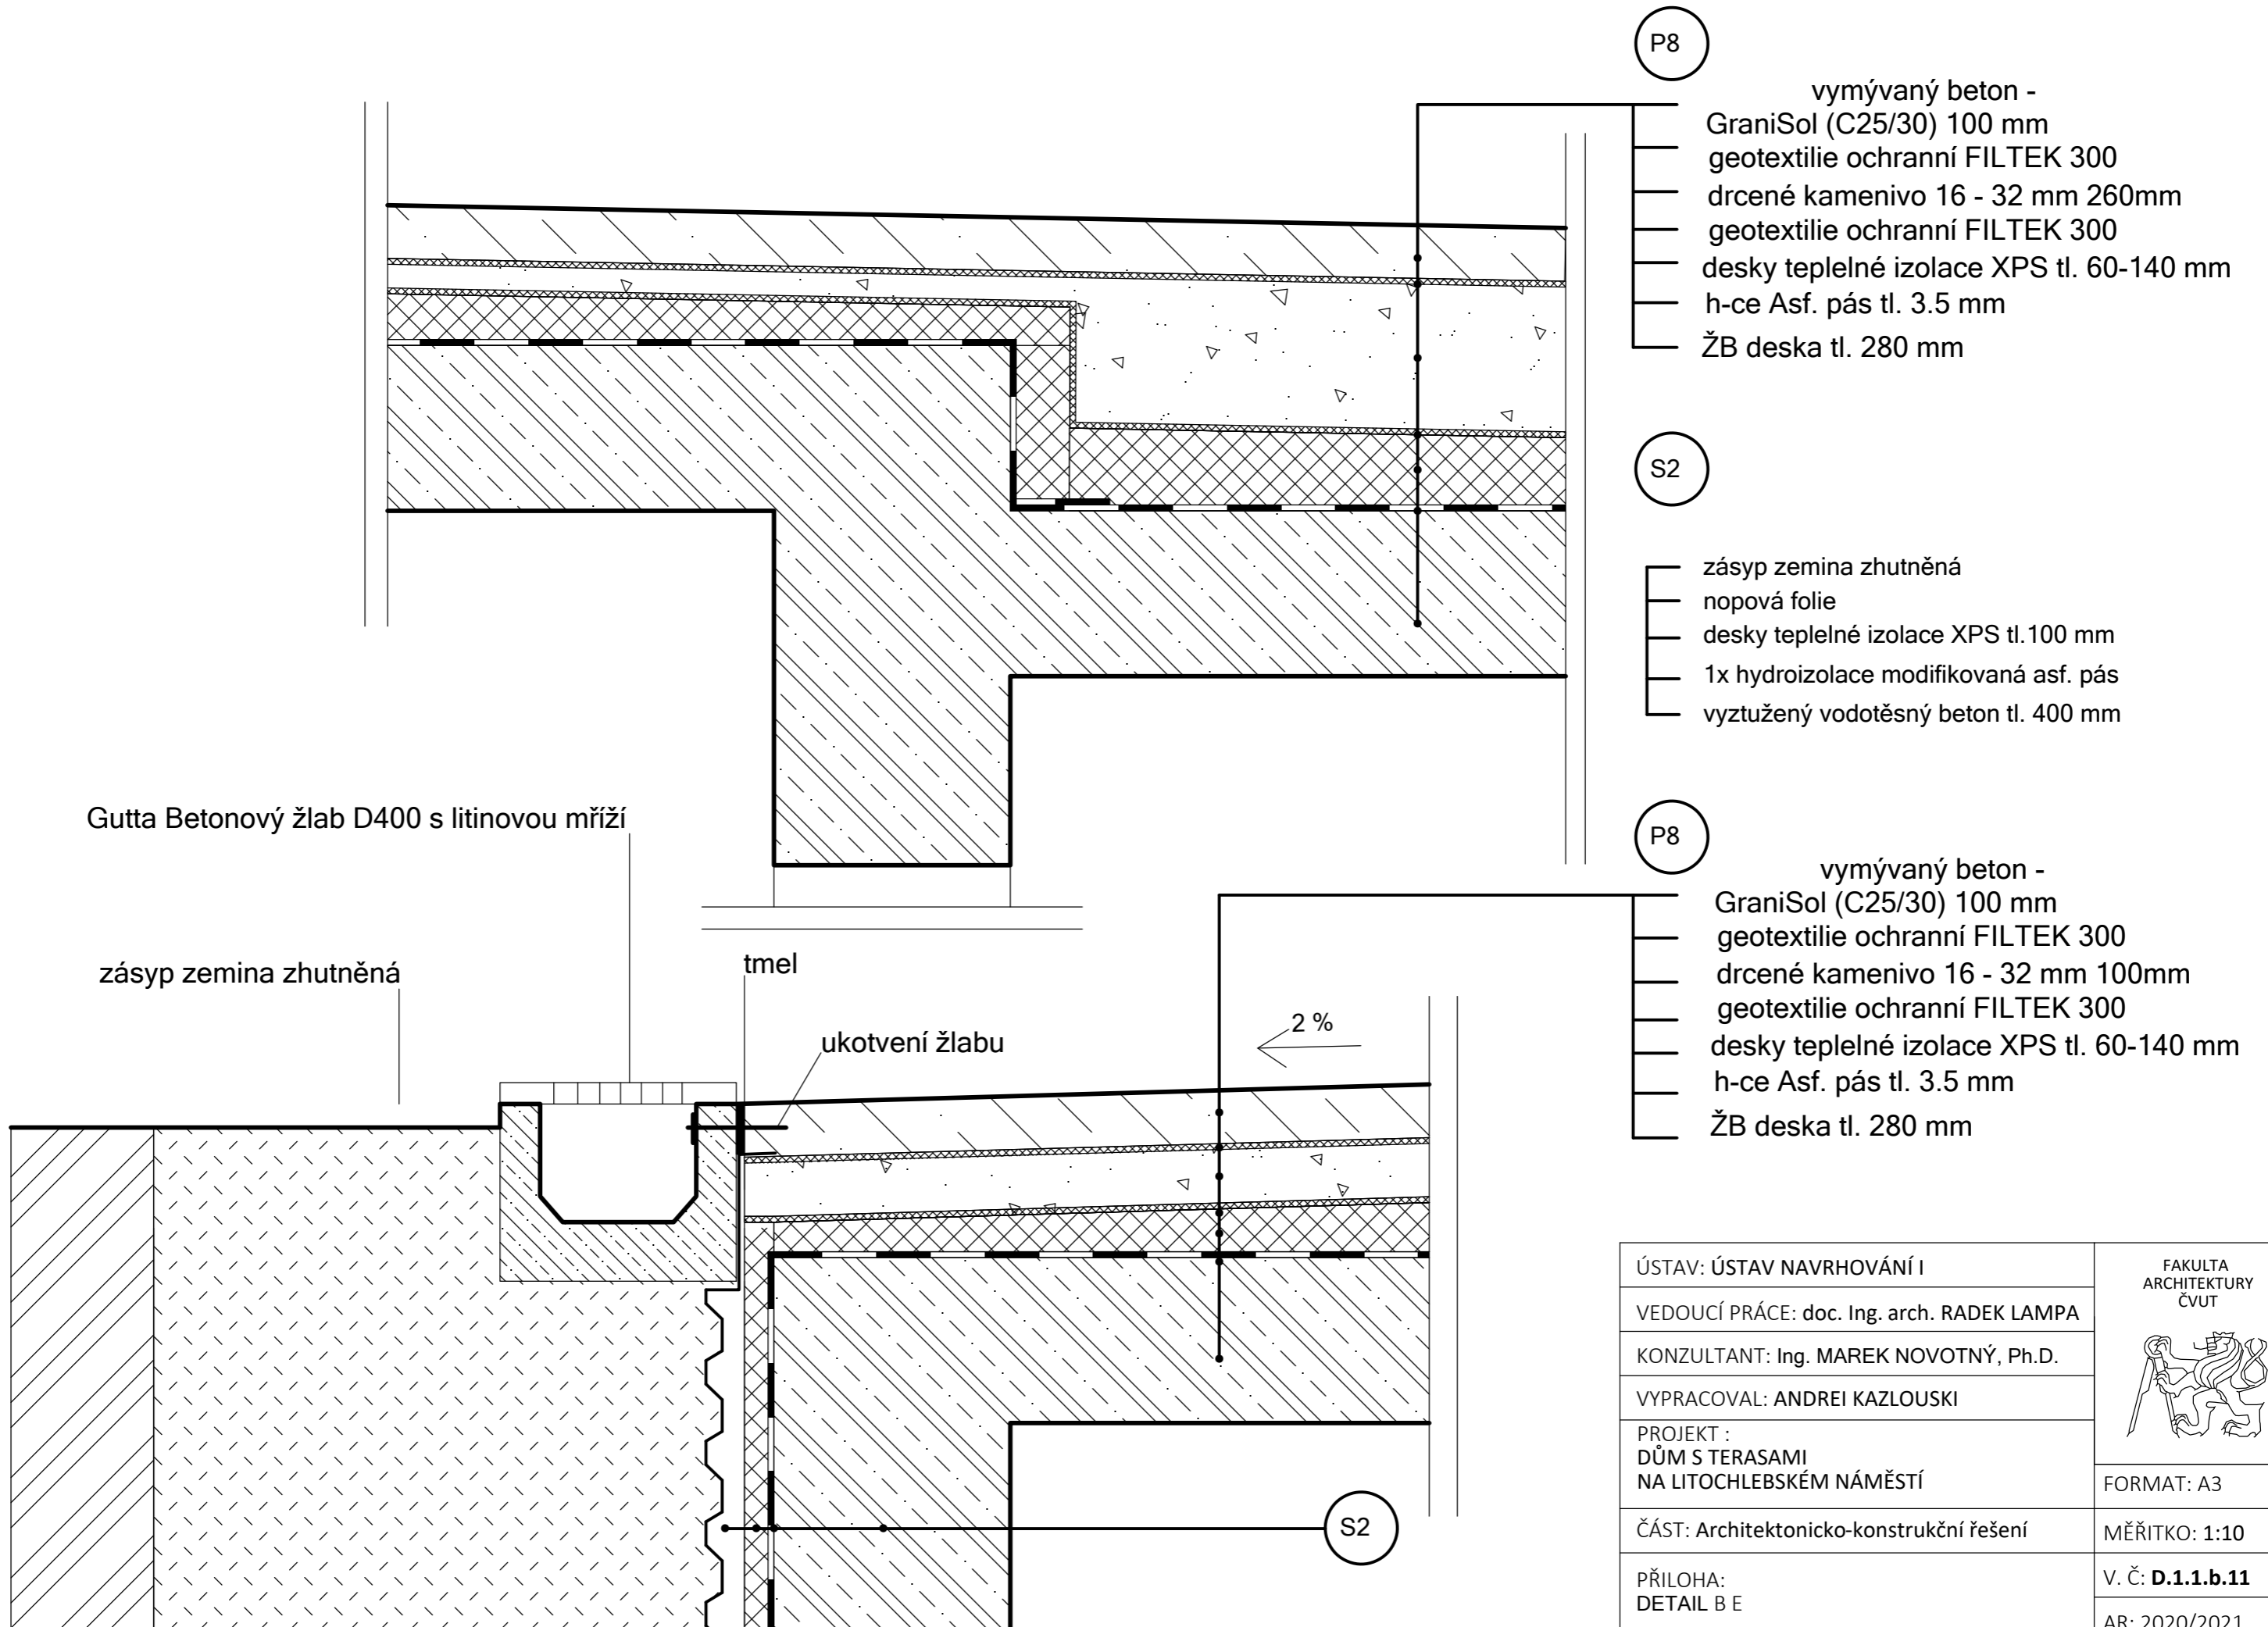 P8
vymývaný beton -
GraniSol (C25/30) 100 mm
geotextilie ochranní FILTEK 300
drcené kamenivo 16 - 32 mm 260mm
geotextilie ochranní FILTEK 300
desky teplelné izolace XPS tl. 60-140 mm
h-ce Asf. pás tl. 3.5 mm
ŽB deska tl. 280 mm
S2
zásyp zemina zhutněná
nopová folie
desky teplelné izolace XPS tl.100 mm
1x hydroizolace modifikovaná asf. pás
vyztužený vodotěsný beton tl. 400 mm
Gutta Betonový žlab D400 s litinovou mříží
zásyp zemina zhutněná
tmel
ukotvení žlabu
2 %
P8
vymývaný beton -
GraniSol (C25/30) 100 mm
geotextilie ochranní FILTEK 300
drcené kamenivo 16 - 32 mm 100mm
geotextilie ochranní FILTEK 300
desky teplelné izolace XPS tl. 60-140 mm
h-ce Asf. pás tl. 3.5 mm
ŽB deska tl. 280 mm
S2
ÚSTAV: ÚSTAV NAVRHOVÁNÍ I
VEDOUCÍ PRÁCE: doc. Ing. arch. RADEK LAMPA
KONZULTANT: Ing. MAREK NOVOTNÝ, Ph.D.
VYPRACOVAL: ANDREI KAZLOUSKI
PROJEKT :
DŮM S TERASAMI
NA LITOCHLEBSKÉM NÁMĚSTÍ
ČÁST: Architektonicko-konstrukční řešení
PŘILOHA:
DETAIL B E
FAKULTA
ARCHITEKTURY
ČVUT
FORMAT: A3
MĚŘITKO: 1:10
V. Č: D.1.1.b.11
AR: 2020/2021